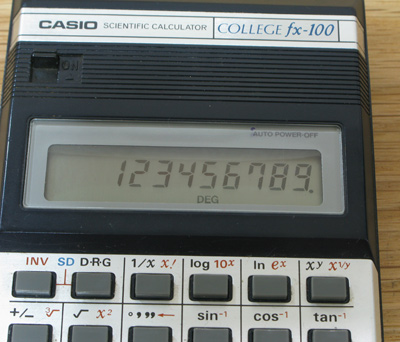 CASIO SCIENTIFIC CALCULATOR COLLEGE fx-100
ON
AUTO POWER-OFF
123456789.
DEG
INV SD D·R·G 1/x x! log 10ˣ ln eˣ xʸ x¹/ʸ
+/− ³√ √ x² °,,,← sin⁻¹ cos⁻¹ tan⁻¹